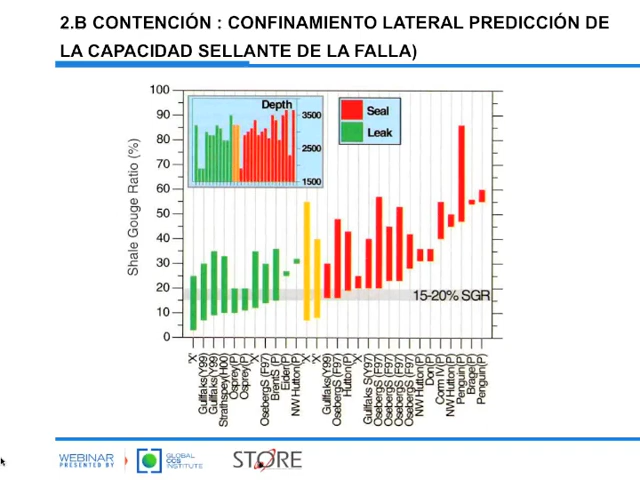 2.B CONTENCIÓN : CONFINAMIENTO LATERAL PREDICCIÓN DE
LA CAPACIDAD SELLANTE DE LA FALLA)
100
90
80
70
60
50
40
30
20
10
0
Shale Gouge Ratio (%)
Depth
3500
2500
1500
Seal
Leak
15-20% SGR
'X'
Gullfaks(Y99)
Gullfaks(Y99)
Strathspey(H00)
Osprey(P)
Osprey(P)
X
OsebergS (F97)
BrentS (P)
Eider(P)
NW Hutton(P)
X
X
Gullfaks(Y99)
OsebergS (F97)
Hutton(P)
X
Gullfaks S(Y97)
OsebergS (F97)
OsebergS (F97)
OsebergS (F97)
OsebergS (F97)
NW Hutton(P)
Don(P)
Corm IV(P)
NW Hutton(P)
Penguin(P)
Brage(P)
Penguin(P)
WEBINAR
PRESENTED BY
GLOBAL
CCS
INSTITUTE
STORE